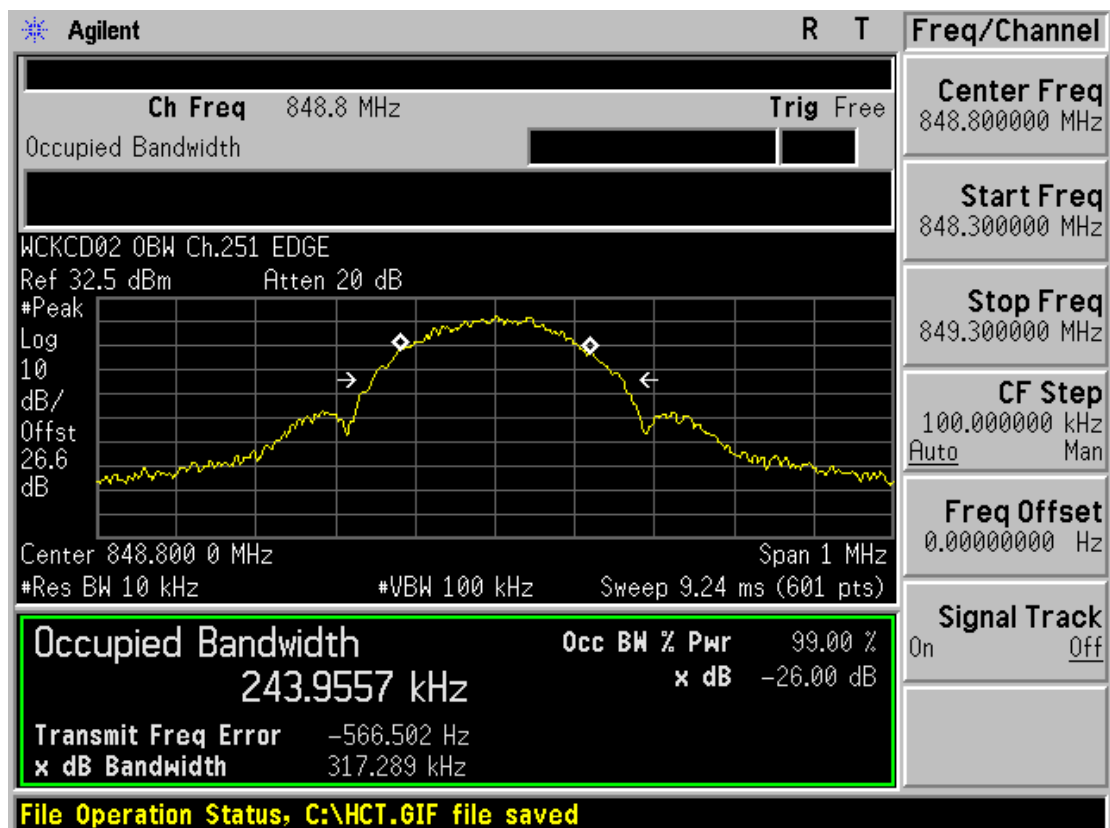 Agilent R T Freq/Channel
Ch Freq 848.8 MHz Trig Free
Occupied Bandwidth
Center Freq
848.800000 MHz
Start Freq
848.300000 MHz
Stop Freq
849.300000 MHz
CF Step
100.000000 kHz
Auto Man
Freq Offset
0.00000000 Hz
Signal Track
On Off
WCKCD02 OBW Ch.251 EDGE
Ref 32.5 dBm Atten 20 dB
#Peak
Log
10
dB/
Offst
26.6
dB
Center 848.800 0 MHz Span 1 MHz
#Res BW 10 kHz #VBW 100 kHz Sweep 9.24 ms (601 pts)
Occupied Bandwidth Occ BW % Pwr 99.00 %
243.9557 kHz x dB -26.00 dB
Transmit Freq Error -566.502 Hz
x dB Bandwidth 317.289 kHz
File Operation Status, C:\HCT.GIF file saved